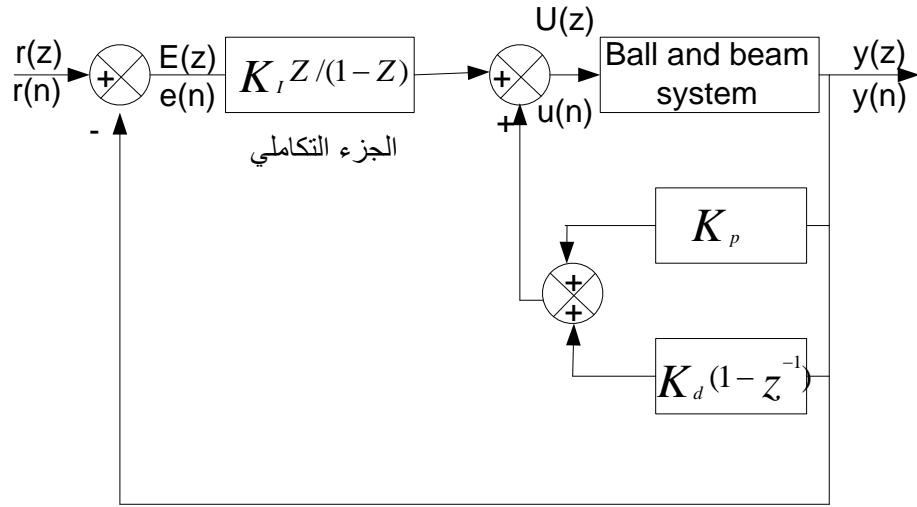 r(z)
r(n)
+
-
E(z)
e(n)
K_I Z/(1-Z)
الجزء التكاملي
+
+
U(z)
u(n)
Ball and beam
system
y(z)
y(n)
K_p
+
+
K_d (1-z^{-1})